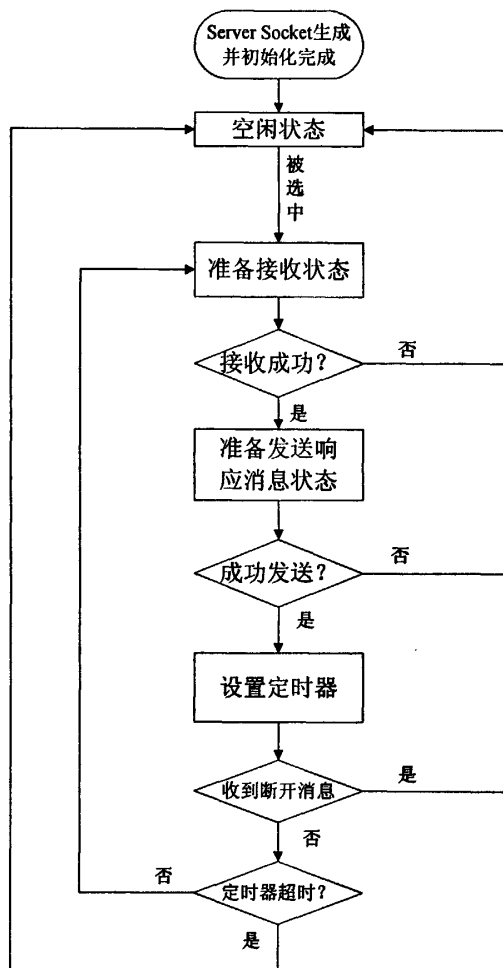 Server Socket生成
并初始化完成
空闲状态
被
选
中
准备接收状态
接收成功?
否
是
准备发送响
应消息状态
成功发送?
否
是
设置定时器
收到断开消息
是
否
否
定时器超时?
是